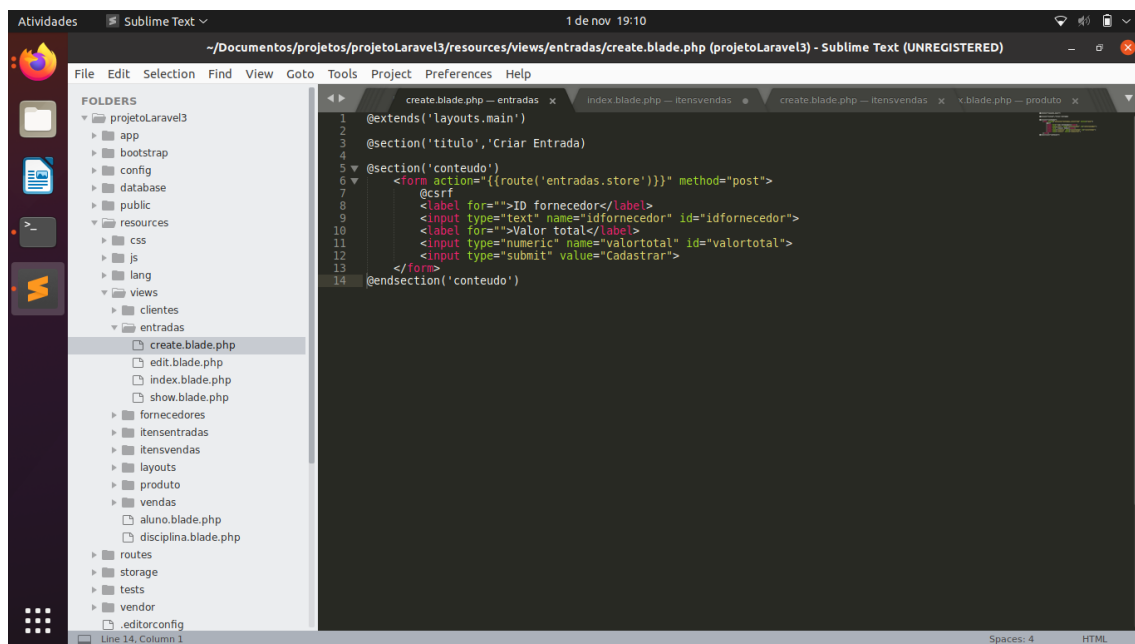 Atividades
Sublime Text
1 de nov 19:10
~/Documentos/projetos/projetoLaravel3/resources/views/entradas/create.blade.php (projetoLaravel3) - Sublime Text (UNREGISTERED)
File Edit Selection Find View Goto Tools Project Preferences Help
FOLDERS
projetoLaravel3
app
bootstrap
config
database
public
resources
css
js
lang
views
clientes
entradas
create.blade.php
edit.blade.php
index.blade.php
show.blade.php
fornecedores
itensentradas
itensvendas
layouts
produto
vendas
aluno.blade.php
disciplina.blade.php
routes
storage
tests
vendor
.editorconfig
create.blade.php — entradas
index.blade.php — itensvendas
create.blade.php — itensvendas
x.blade.php — produto
1 @extends('layouts.main')
2
3 @section('titulo','Criar Entrada)
4
5 @section('conteudo')
6 <form action="{{route('entradas.store')}}" method="post">
7 @csrf
8 <label for="">ID fornecedor</label>
9 <input type="text" name="idfornecedor" id="idfornecedor">
10 <label for="">Valor total</label>
11 <input type="numeric" name="valortotal" id="valortotal">
12 <input type="submit" value="Cadastrar">
13 </form>
14 @endsection('conteudo')
Line 14, Column 1
Spaces: 4
HTML